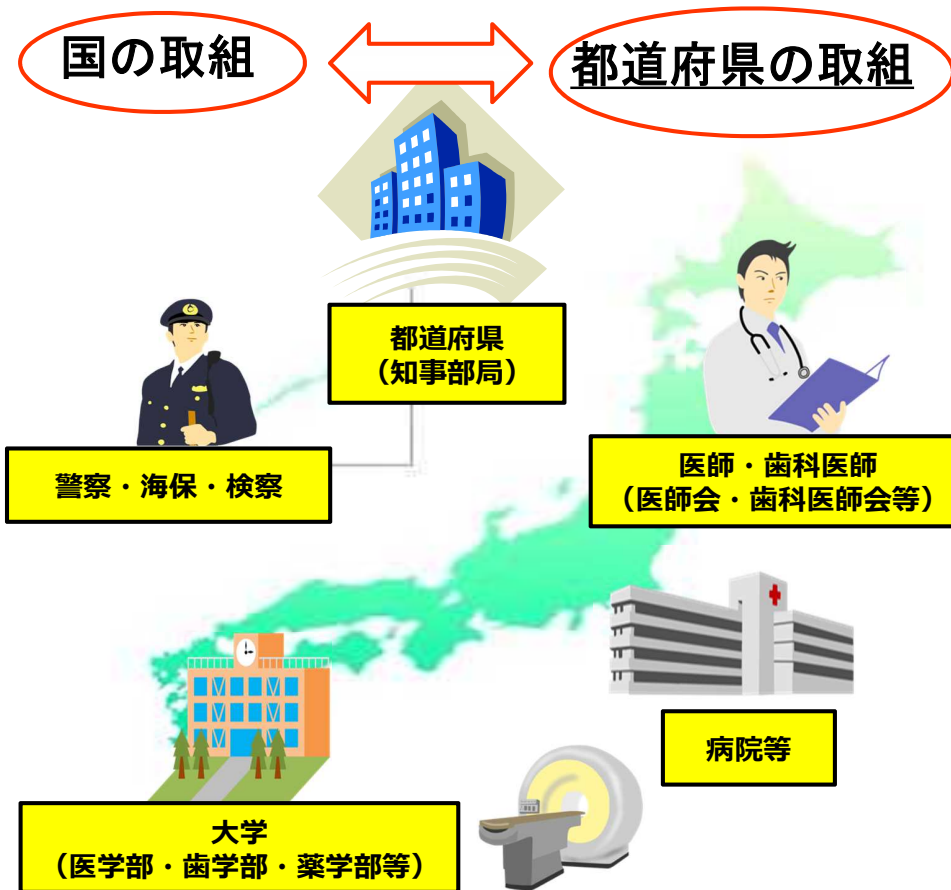 国の取組
都道府県の取組
都道府県
（知事部局）
警察・海保・検察
医師・歯科医師
（医師会・歯科医師会等）
病院等
大学
（医学部・歯学部・薬学部等）